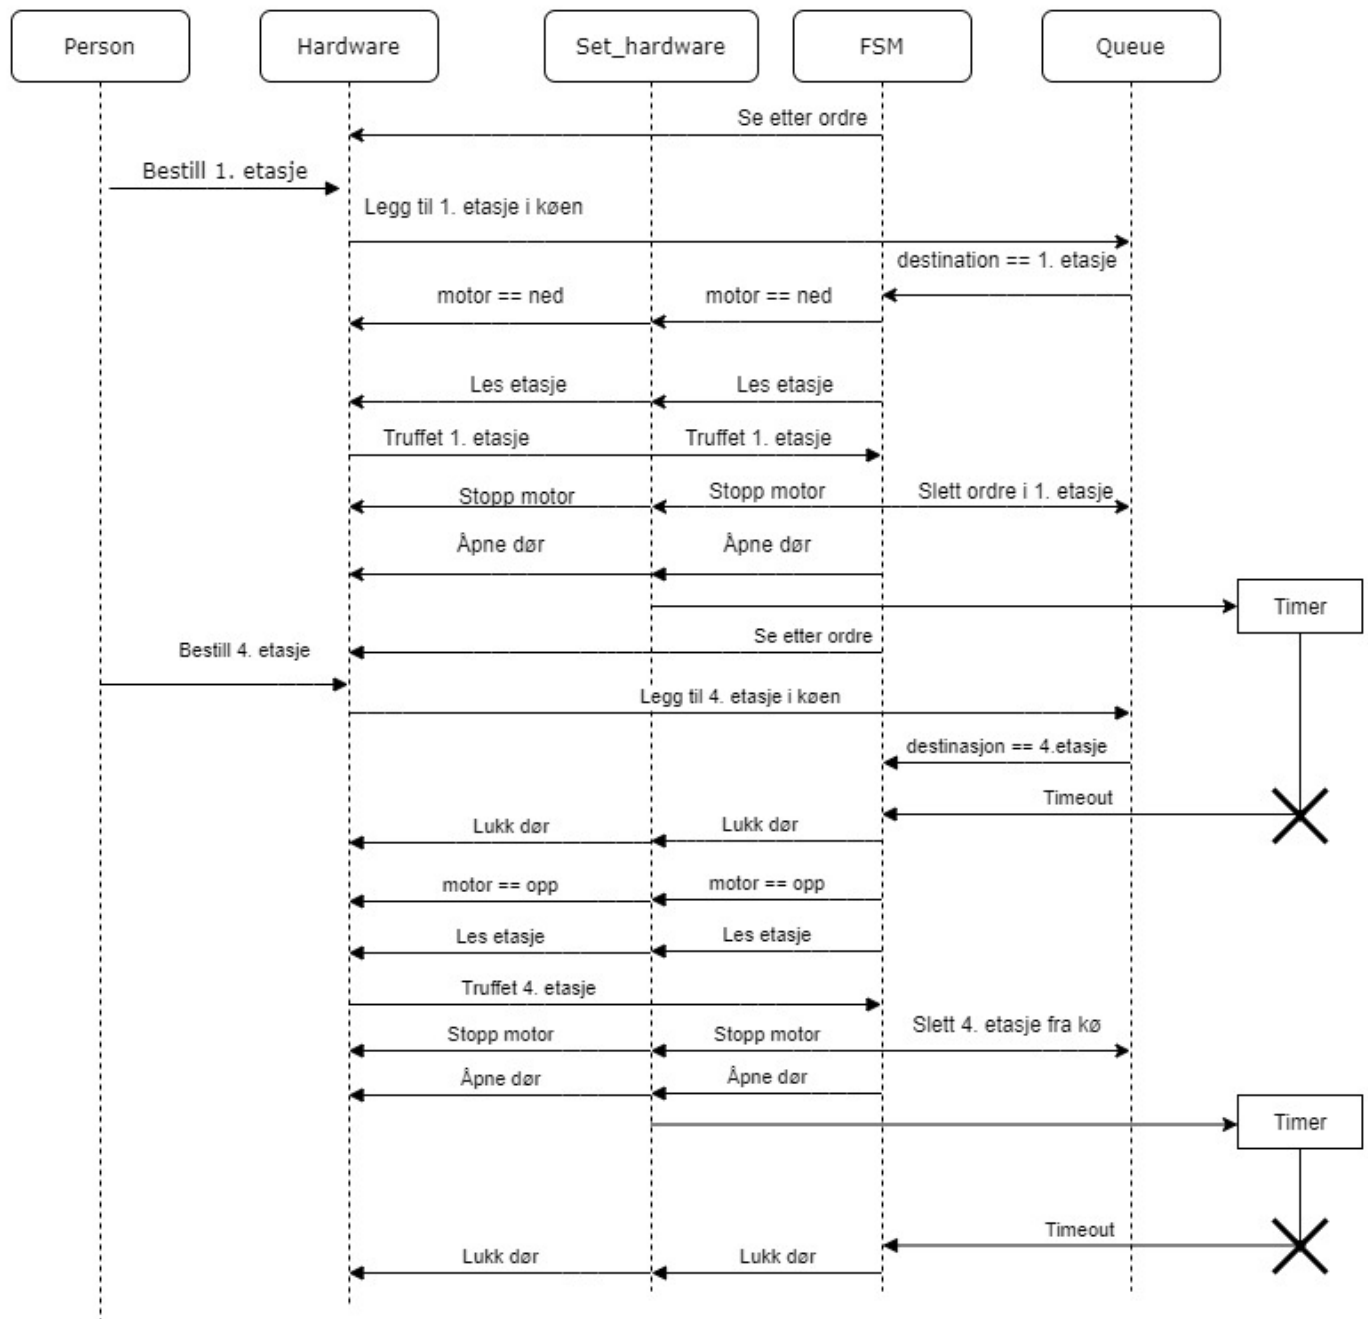 Person
Hardware
Set_hardware
FSM
Queue
Se etter ordre
Bestill 1. etasje
Legg til 1. etasje i køen
destination == 1. etasje
motor == ned
motor == ned
Les etasje
Les etasje
Truffet 1. etasje
Truffet 1. etasje
Stopp motor
Stopp motor
Slett ordre i 1. etasje
Åpne dør
Åpne dør
Timer
Se etter ordre
Bestill 4. etasje
Legg til 4. etasje i køen
destinasjon == 4.etasje
Timeout
Lukk dør
Lukk dør
motor == opp
motor == opp
Les etasje
Les etasje
Truffet 4. etasje
Stopp motor
Stopp motor
Slett 4. etasje fra kø
Åpne dør
Åpne dør
Timer
Timeout
Lukk dør
Lukk dør